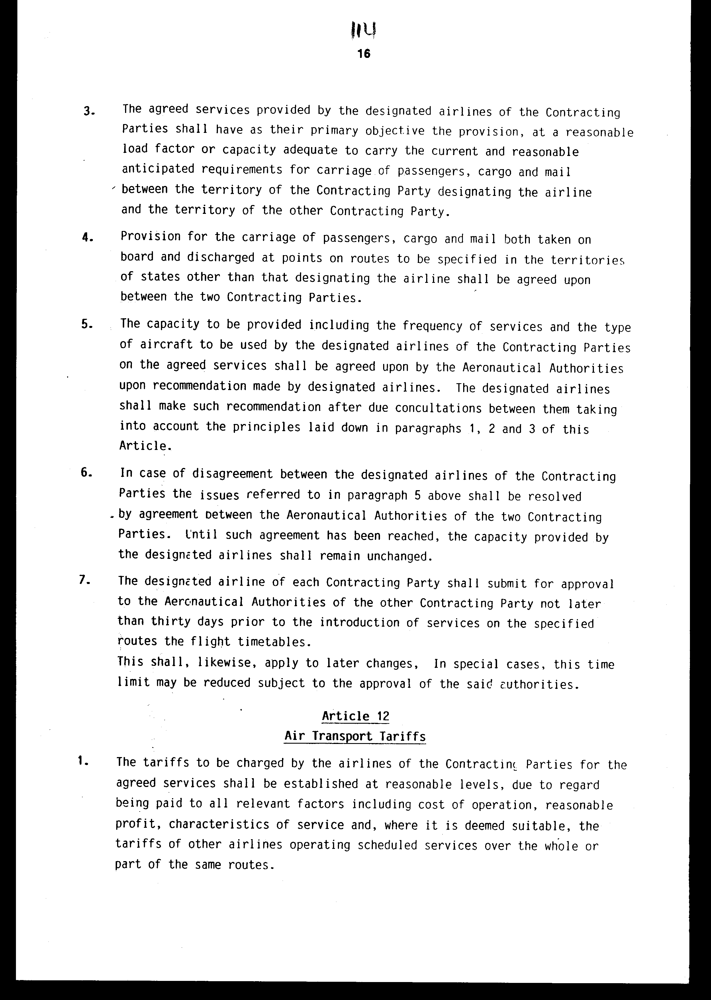 114
16
3. The agreed services provided by the designated airlines of the Contracting
Parties shall have as their primary objective the provision, at a reasonable
load factor or capacity adequate to carry the current and reasonable
anticipated requirements for carriage of passengers, cargo and mail
between the territory of the Contracting Party designating the airline
and the territory of the other Contracting Party.
4. Provision for the carriage of passengers, cargo and mail both taken on
board and discharged at points on routes to be specified in the territories
of states other than that designating the airline shall be agreed upon
between the two Contracting Parties.
5. The capacity to be provided including the frequency of services and the type
of aircraft to be used by the designated airlines of the Contracting Parties
on the agreed services shall be agreed upon by the Aeronautical Authorities
upon recommendation made by designated airlines. The designated airlines
shall make such recommendation after due concultations between them taking
into account the principles laid down in paragraphs 1, 2 and 3 of this
Article.
6. In case of disagreement between the designated airlines of the Contracting
Parties the issues referred to in paragraph 5 above shall be resolved
by agreement between the Aeronautical Authorities of the two Contracting
Parties. Until such agreement has been reached, the capacity provided by
the designated airlines shall remain unchanged.
7. The designated airline of each Contracting Party shall submit for approval
to the Aeronautical Authorities of the other Contracting Party not later
than thirty days prior to the introduction of services on the specified
routes the flight timetables.
This shall, likewise, apply to later changes, In special cases, this time
limit may be reduced subject to the approval of the said authorities.
Article 12
Air Transport Tariffs
1. The tariffs to be charged by the airlines of the Contracting Parties for the
agreed services shall be established at reasonable levels, due to regard
being paid to all relevant factors including cost of operation, reasonable
profit, characteristics of service and, where it is deemed suitable, the
tariffs of other airlines operating scheduled services over the whole or
part of the same routes.